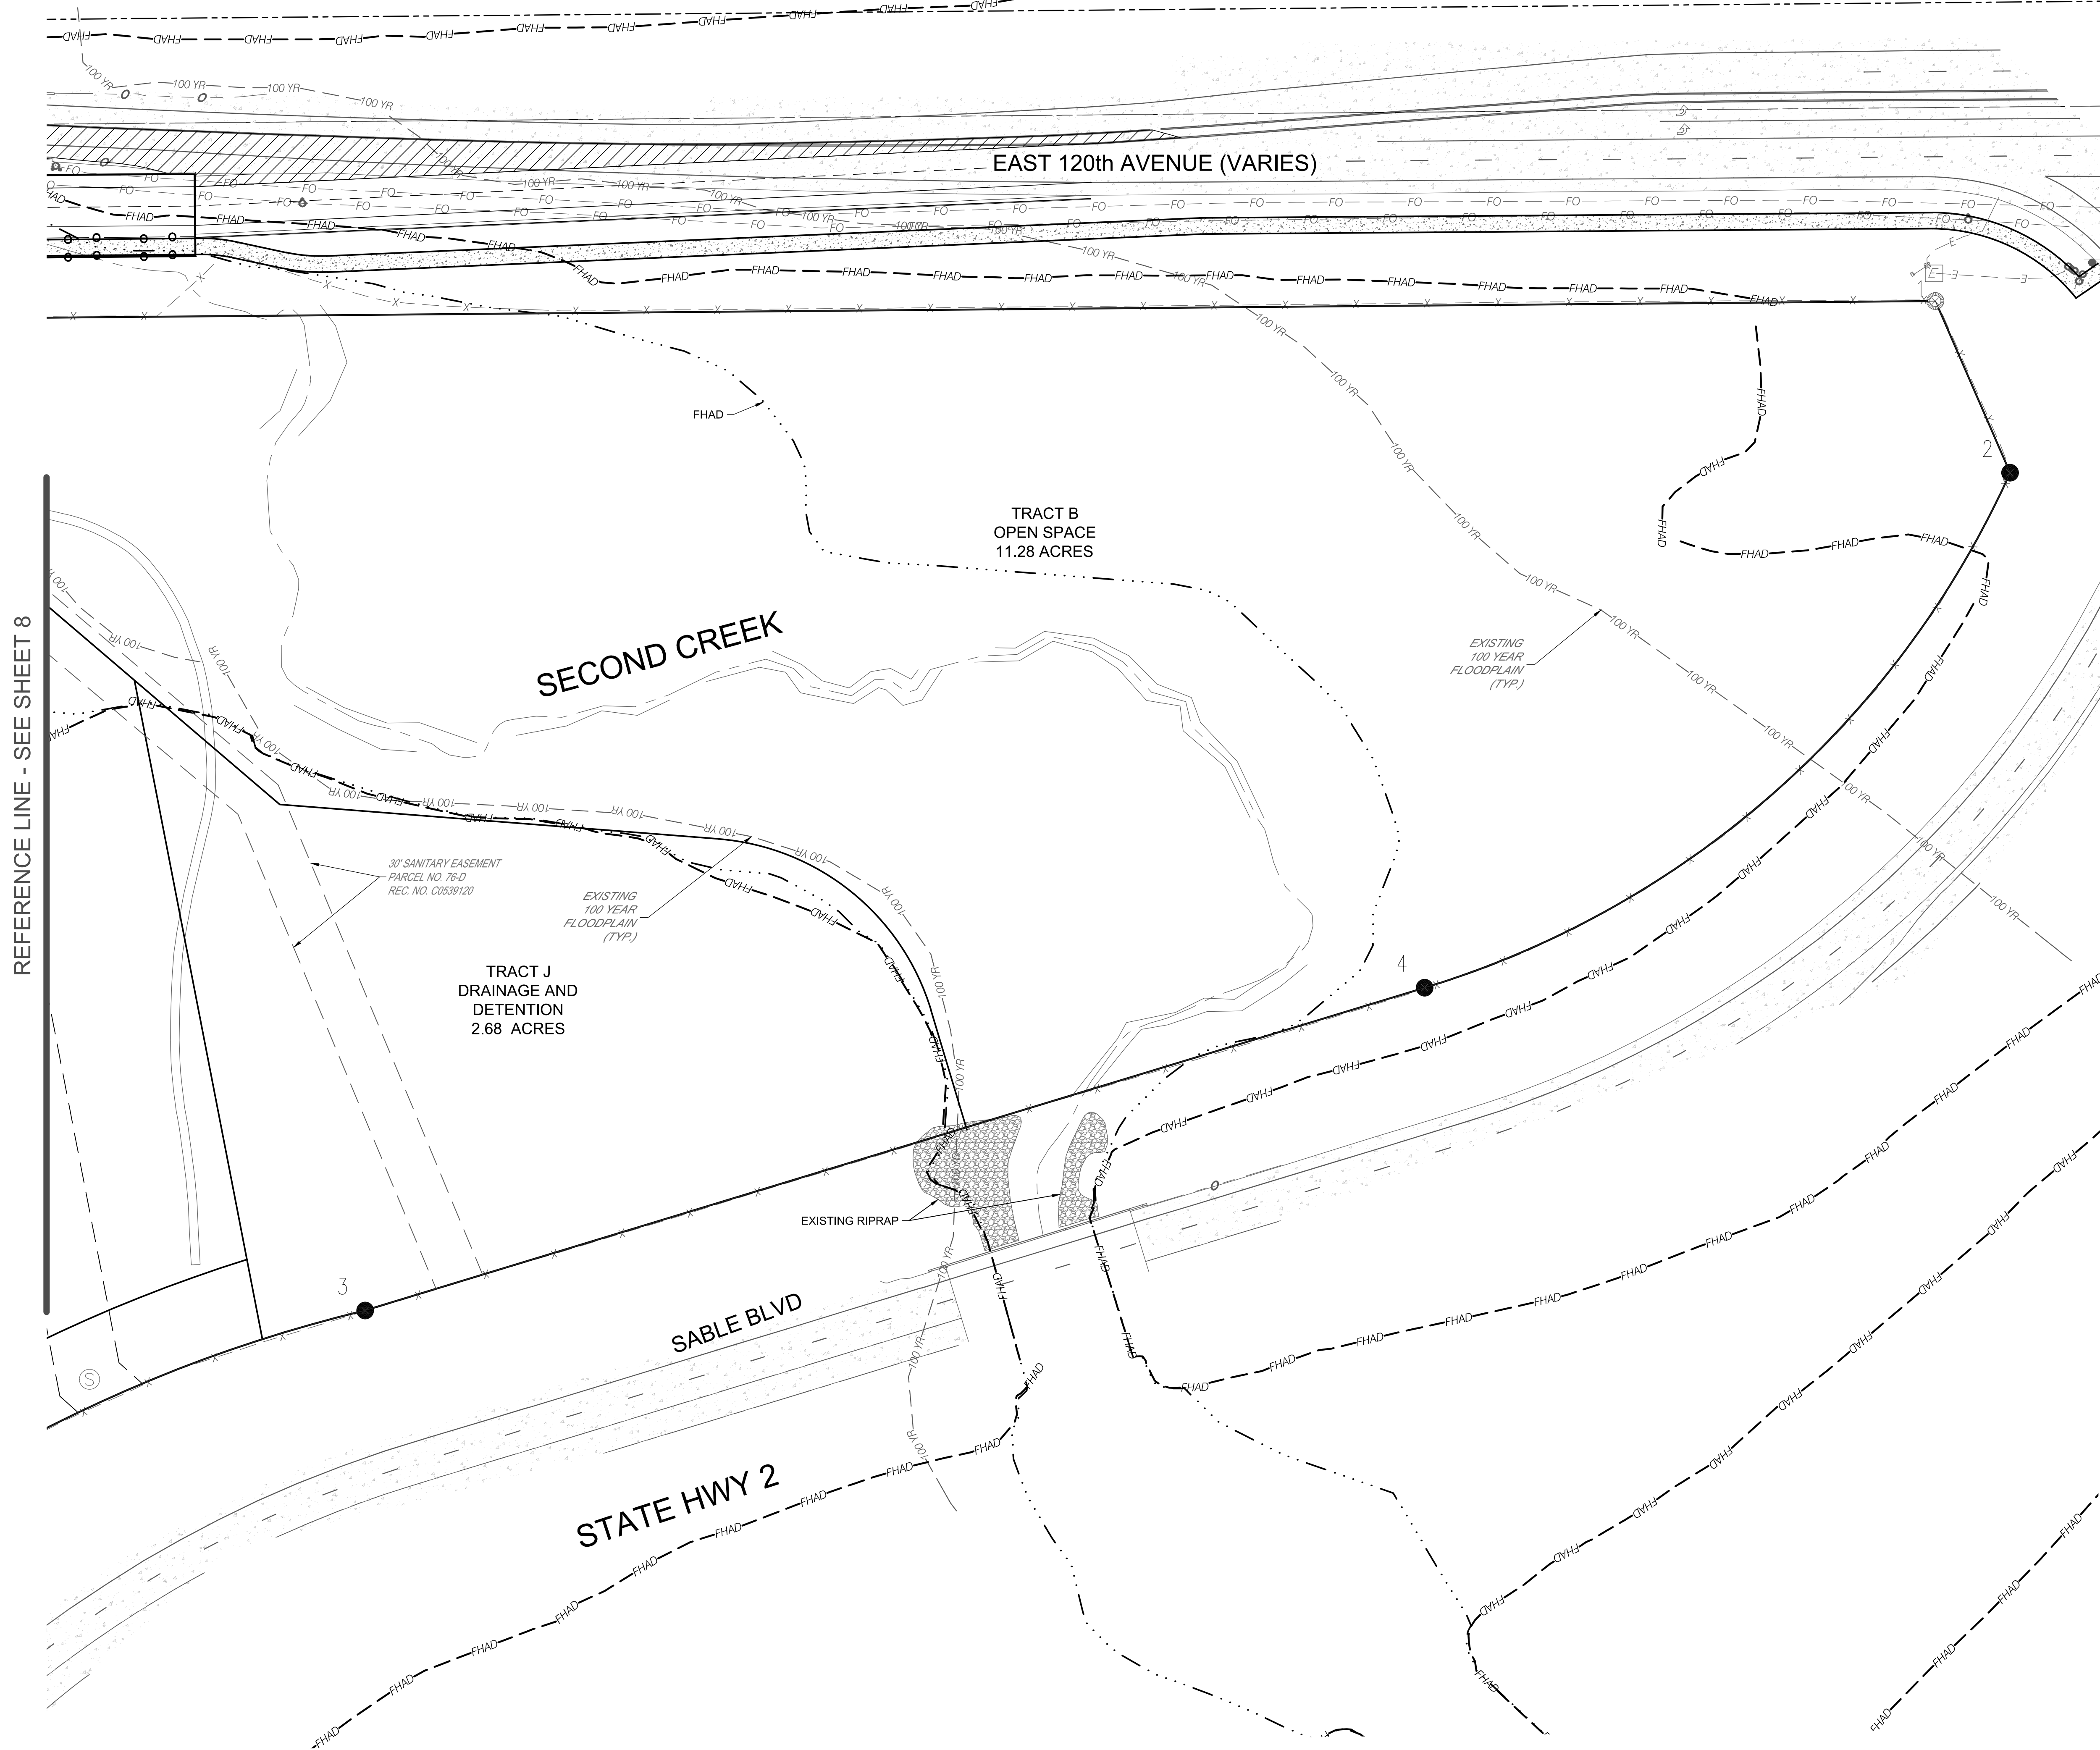 EAST 120th AVENUE (VARIES)
1
2
FHAD
TRACT B
OPEN SPACE
11.28 ACRES
SECOND CREEK
EXISTING
100 YEAR
FLOODPLAIN
(TYP.)
REFERENCE LINE - SEE SHEET 8
30' SANITARY EASEMENT
PARCEL NO. 76-D
REC. NO. C0539120
EXISTING
100 YEAR
FLOODPLAIN
(TYP.)
TRACT J
DRAINAGE AND
DETENTION
2.68 ACRES
4
EXISTING RIPRAP
3
SABLE BLVD
S
STATE HWY 2
FHAD
100 YR
FO
E
X